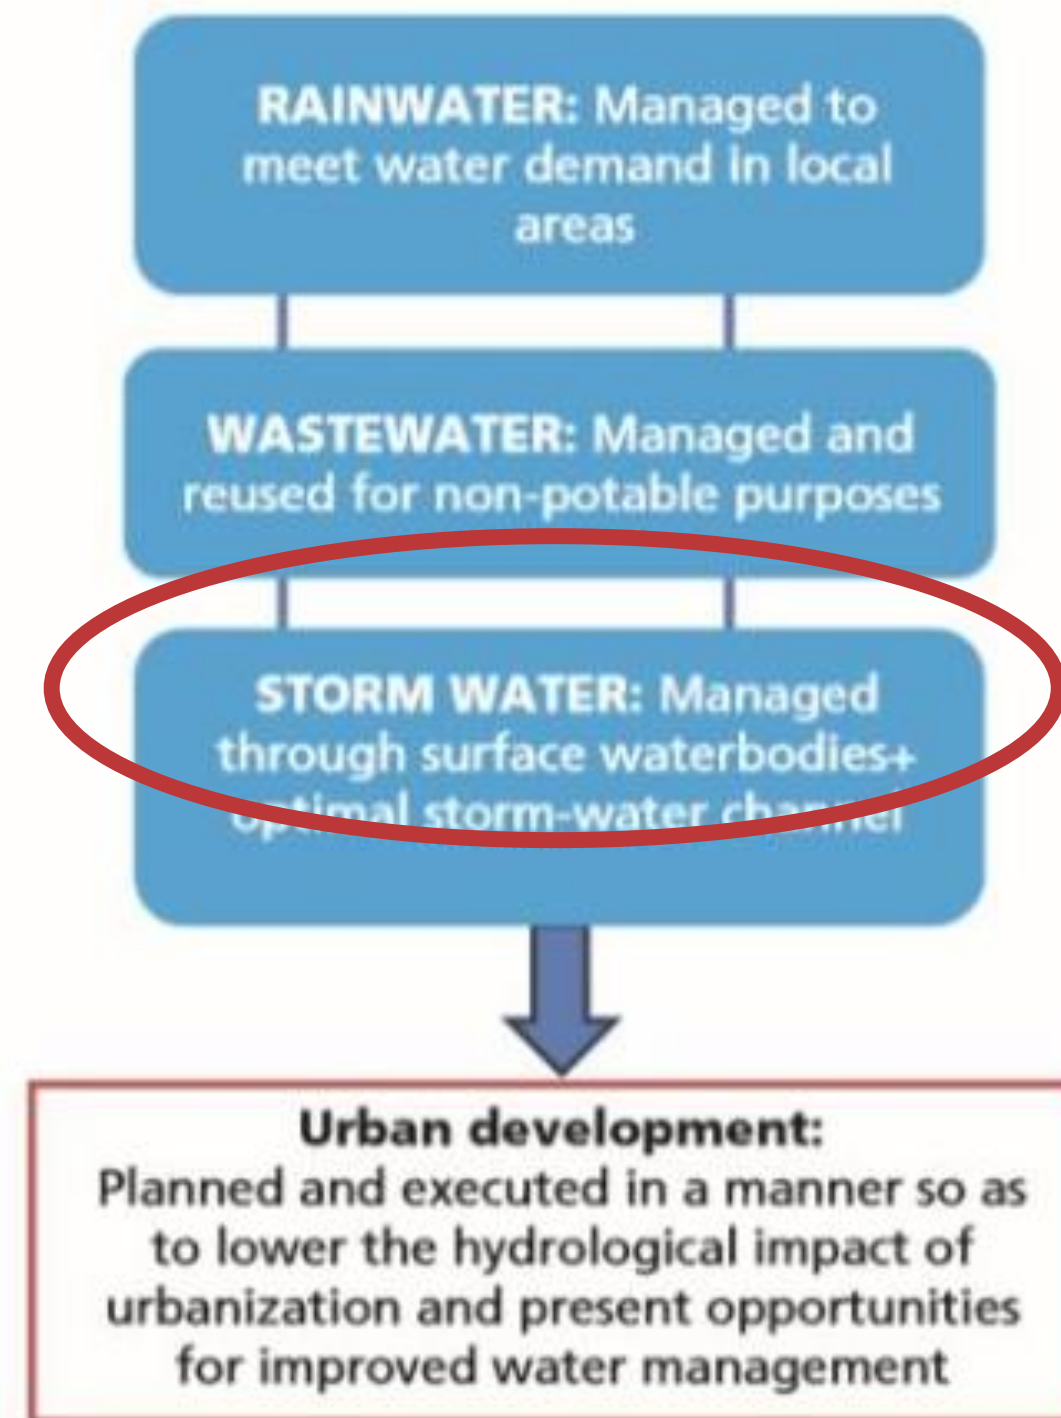 RAINWATER: Managed to
meet water demand in local
areas
WASTEWATER: Managed and
reused for non-potable purposes
STORM WATER: Managed
through surface waterbodies+
optimal storm-water channel
Urban development:
Planned and executed in a manner so as
to lower the hydrological impact of
urbanization and present opportunities
for improved water management